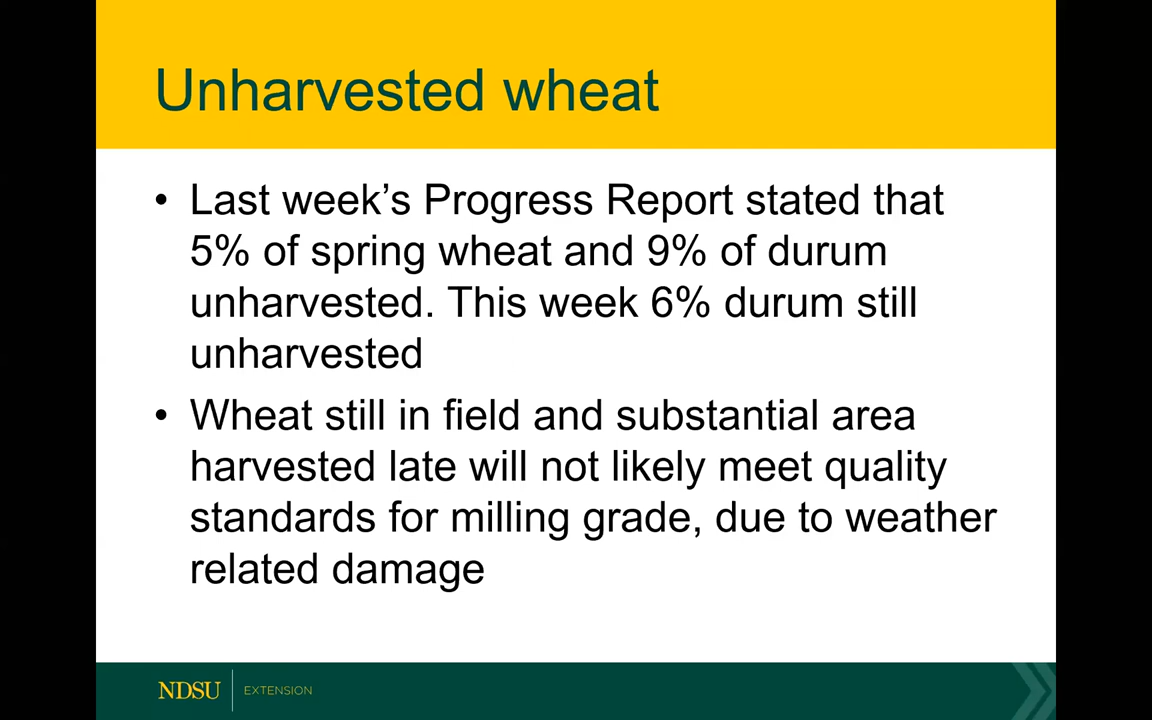 Unharvested wheat
• Last week’s Progress Report stated that
5% of spring wheat and 9% of durum
unharvested. This week 6% durum still
unharvested
• Wheat still in field and substantial area
harvested late will not likely meet quality
standards for milling grade, due to weather
related damage
NDSU EXTENSION